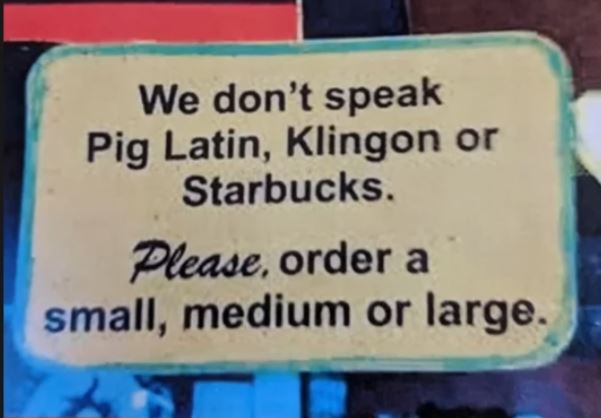 We don't speak
Pig Latin, Klingon or
Starbucks.
Please, order a
small, medium or large.